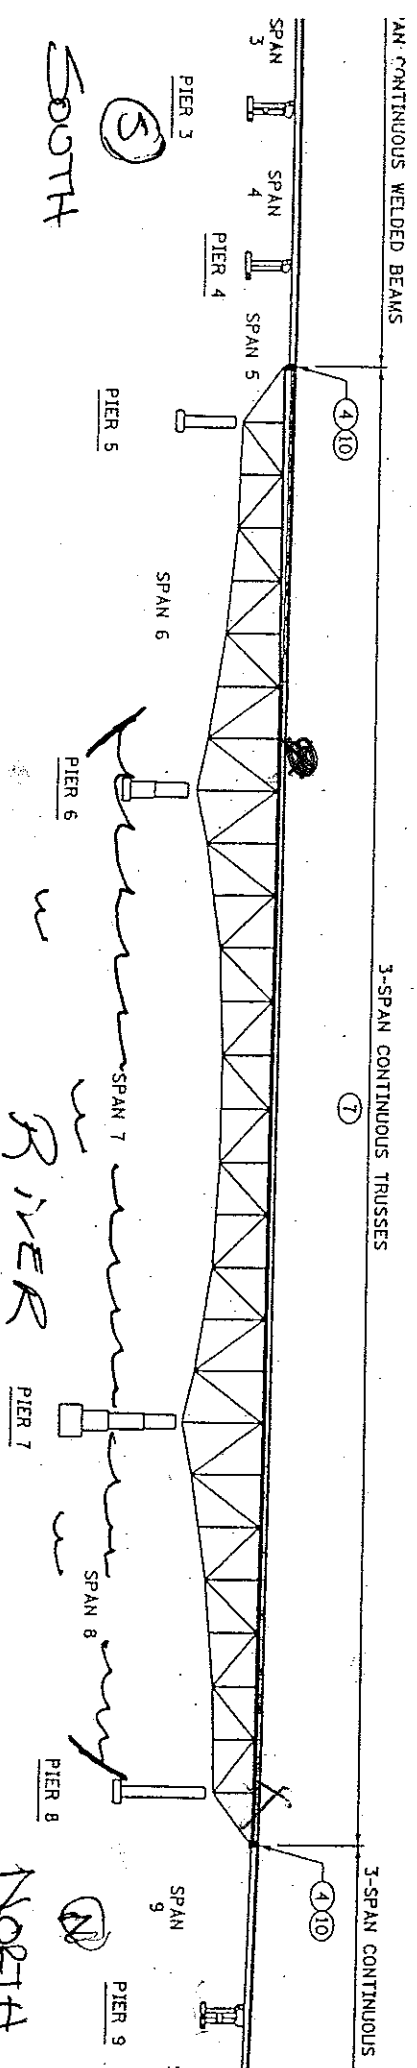 'AN CONTINUOUS WELDED BEAMS
3-SPAN CONTINUOUS TRUSSES
3-SPAN CONTINUOUS
4 10
7
4 10
SPAN 3
SPAN 4
SPAN 5
SPAN 6
SPAN 7
SPAN 8
SPAN 9
PIER 3
PIER 4
PIER 5
PIER 6
PIER 7
PIER 8
PIER 9
S
SOUTH
RIVER
N
NORTH